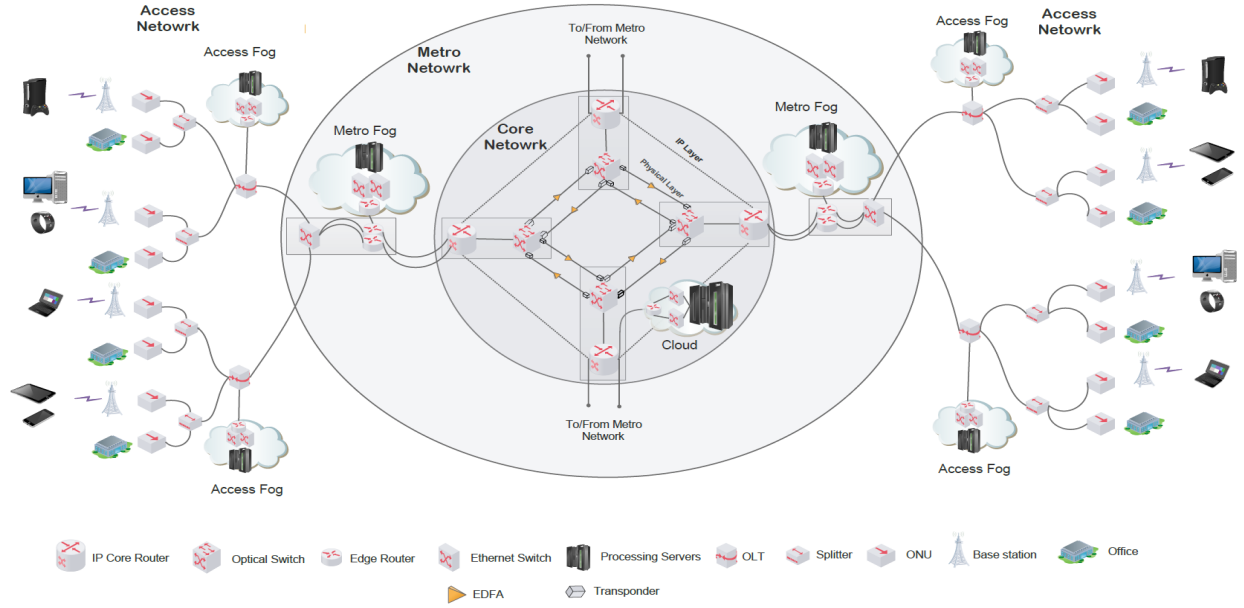 Access
Netowrk
Access Fog
Metro
Netowrk
To/From Metro
Network
Access Fog
Access
Netowrk
Metro Fog
Core
Netowrk
IP Layer
Physical Layer
Metro Fog
Cloud
To/From Metro
Network
Access Fog
Access Fog
IP Core Router
Optical Switch
Edge Router
Ethernet Switch
Processing Servers
OLT
Splitter
ONU
Base station
Office
EDFA
Transponder